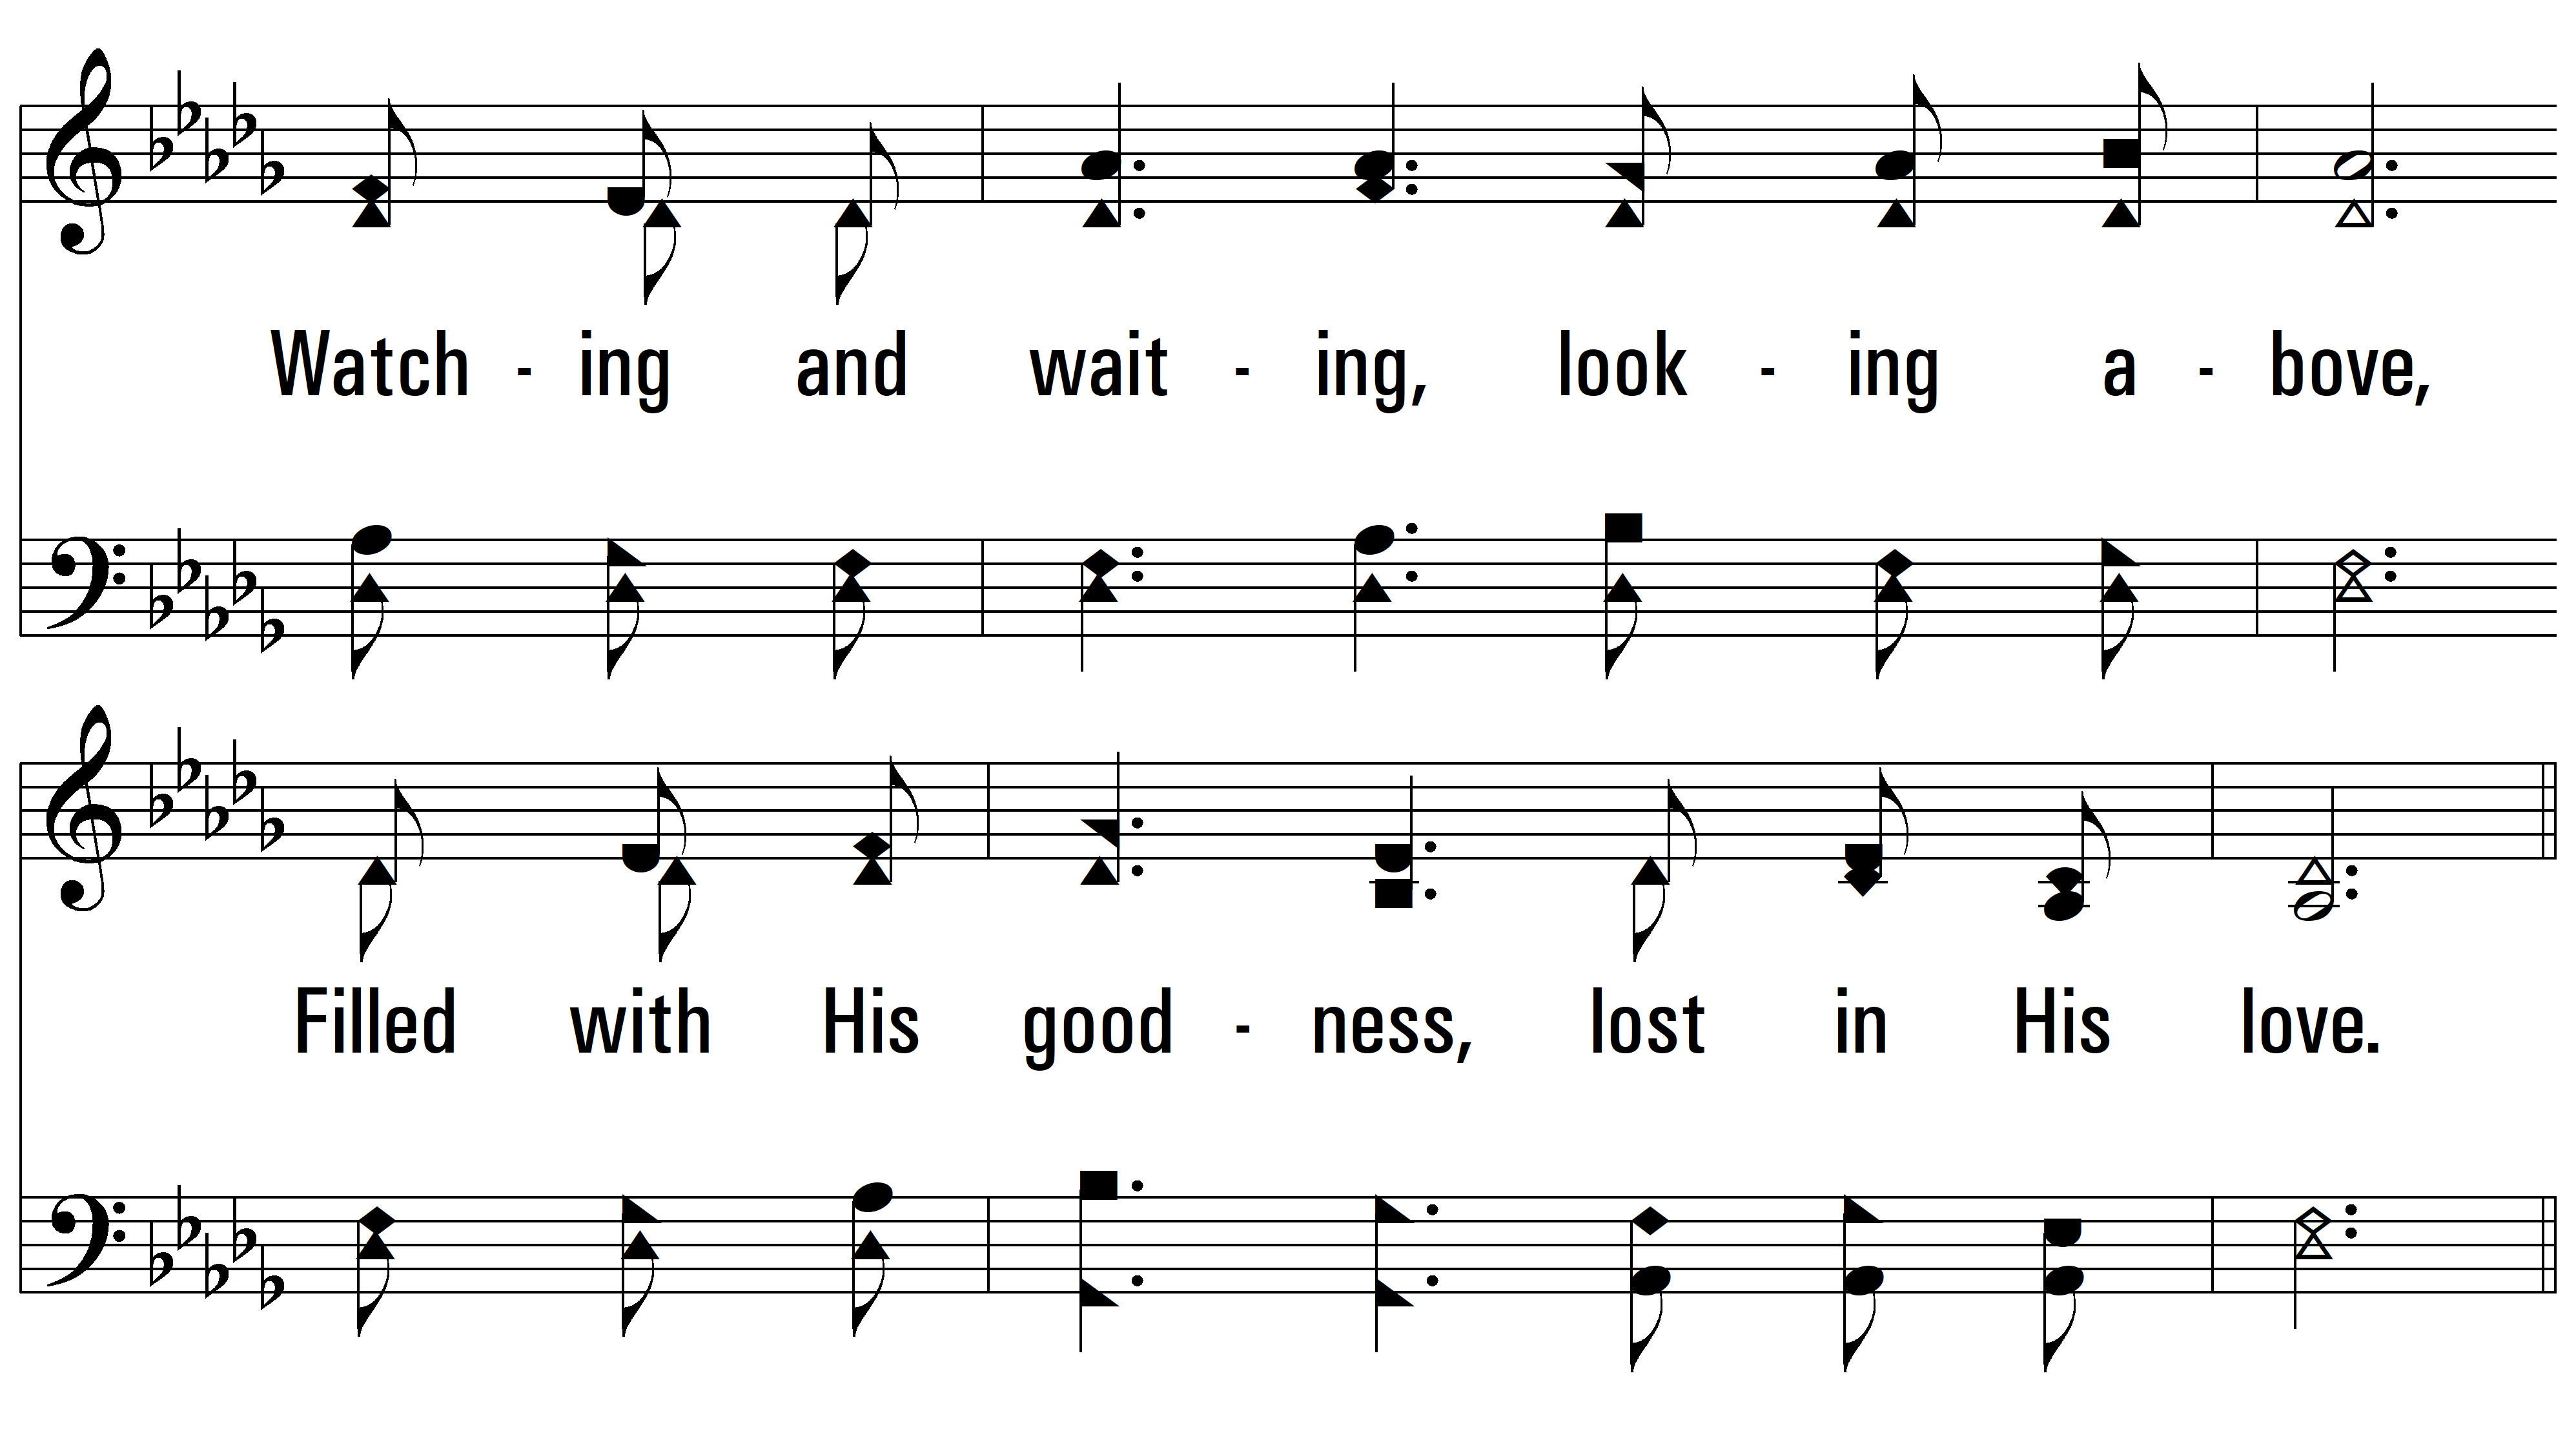 Watch - ing and wait - ing, look - ing a - bove,
Filled with His good - ness, lost in His love.